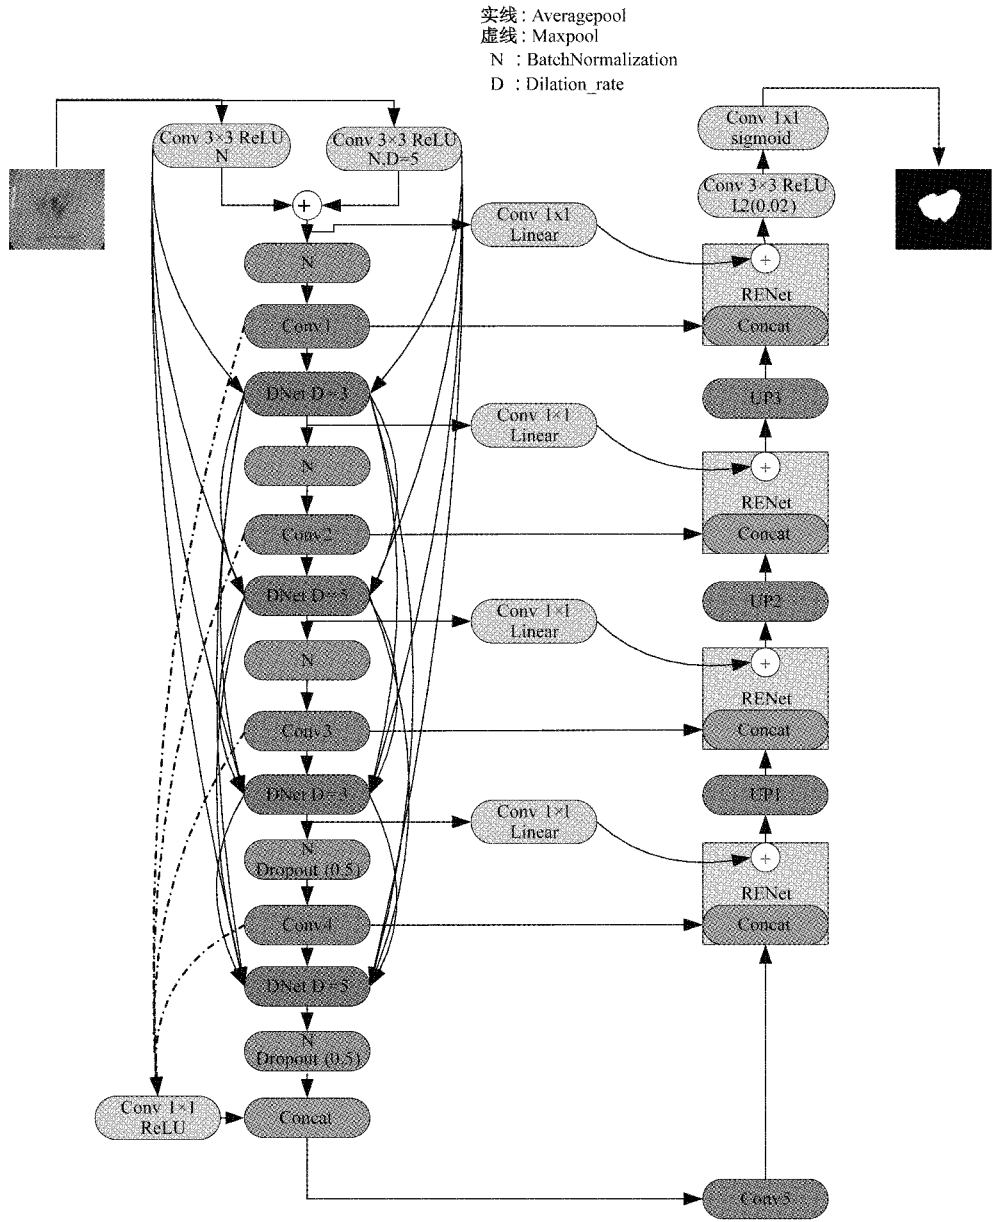 实线: Averagepool
虚线: Maxpool
N : BatchNormalization
D : Dilation_rate
Conv 3×3 ReLU
N
Conv 3×3 ReLU
N.D=5
+
N
Conv1
DNet D=3
N
Conv2
DNet D=5
N
Conv3
DNet D=3
N
Dropout (0.5)
Conv4
DNet D=5
N
Dropout (0.5)
Conv 1×1
ReLU
Concat
Conv 1x1
Linear
Conv 1×1
Linear
Conv 1×1
Linear
Conv 1×1
Linear
Conv 1x1
sigmoid
Conv 3×3 ReLU
L2(0.02)
+
RENet
Concat
UP3
+
RENet
Concat
UP2
+
RENet
Concat
UP1
+
RENet
Concat
Conv5